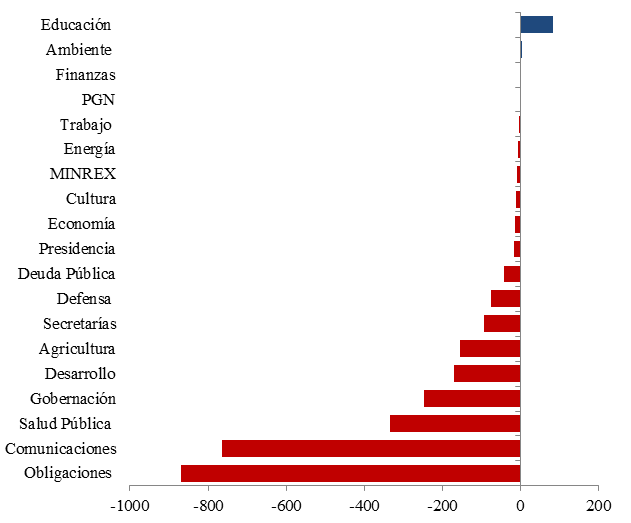 Educación
Ambiente
Finanzas
PGN
Trabajo
Energía
MINREX
Cultura
Economía
Presidencia
Deuda Pública
Defensa
Secretarías
Agricultura
Desarrollo
Gobernación
Salud Pública
Comunicaciones
Obligaciones
-1000 -800 -600 -400 -200 0 200